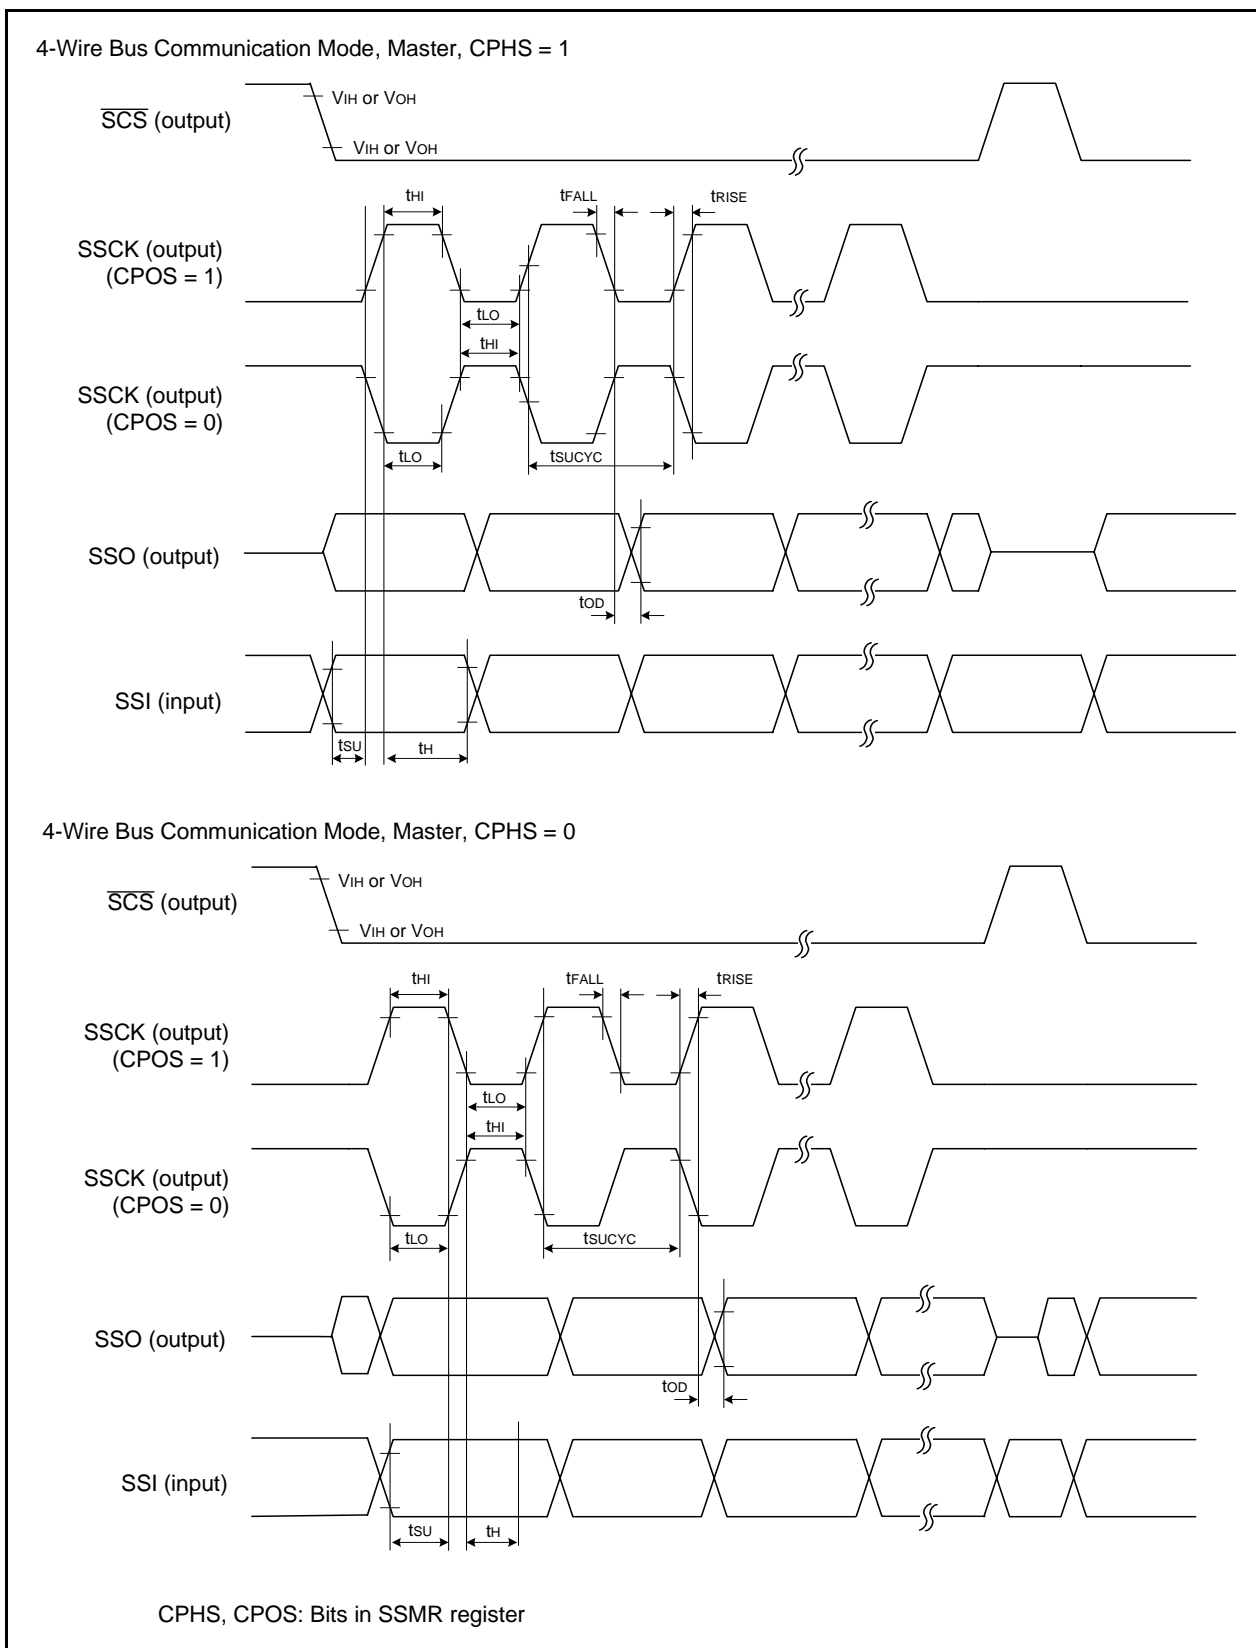 4-Wire Bus Communication Mode, Master, CPHS = 1
VIH or VOH
SCS (output)
VIH or VOH
tHI
tFALL
tRISE
SSCK (output)
(CPOS = 1)
tLO
tHI
SSCK (output)
(CPOS = 0)
tLO
tSUCYC
SSO (output)
tOD
SSI (input)
tSU
tH
4-Wire Bus Communication Mode, Master, CPHS = 0
VIH or VOH
SCS (output)
VIH or VOH
tHI
tFALL
tRISE
SSCK (output)
(CPOS = 1)
tLO
tHI
SSCK (output)
(CPOS = 0)
tLO
tSUCYC
SSO (output)
tOD
SSI (input)
tSU
tH
CPHS, CPOS: Bits in SSMR register